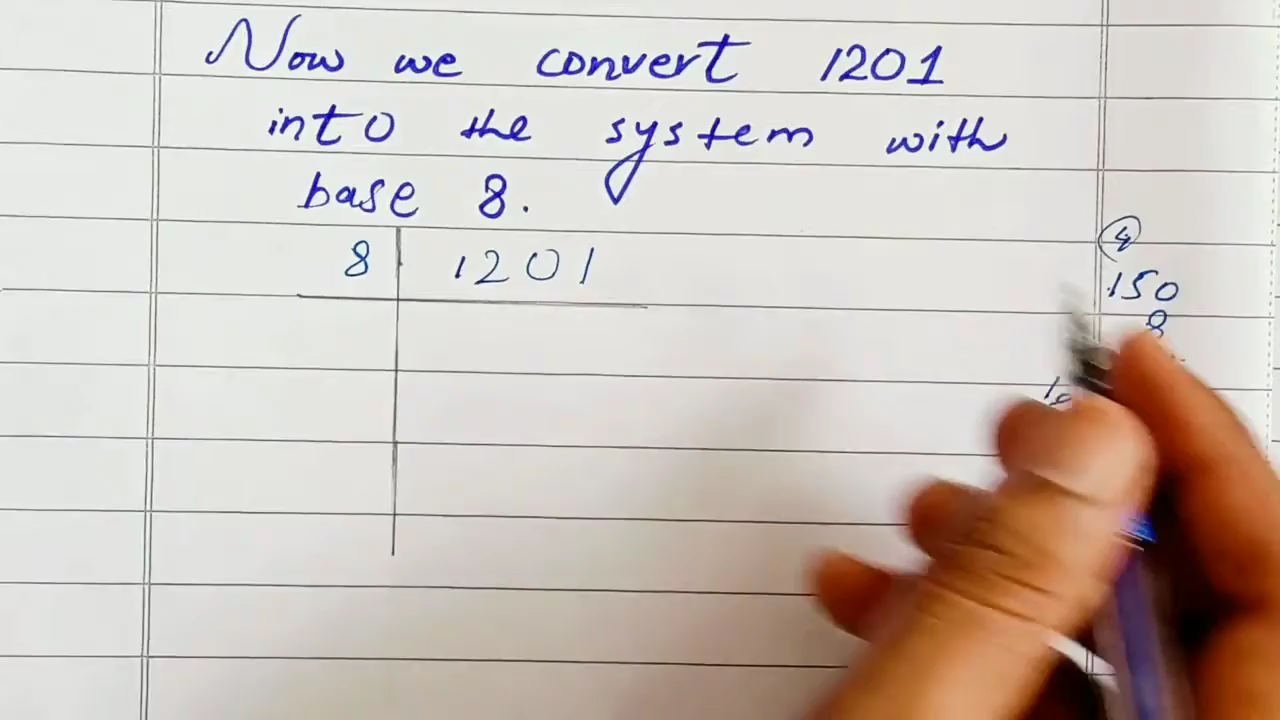 Now we convert 1201
into the system with
base 8.
8 1201
4
150
8